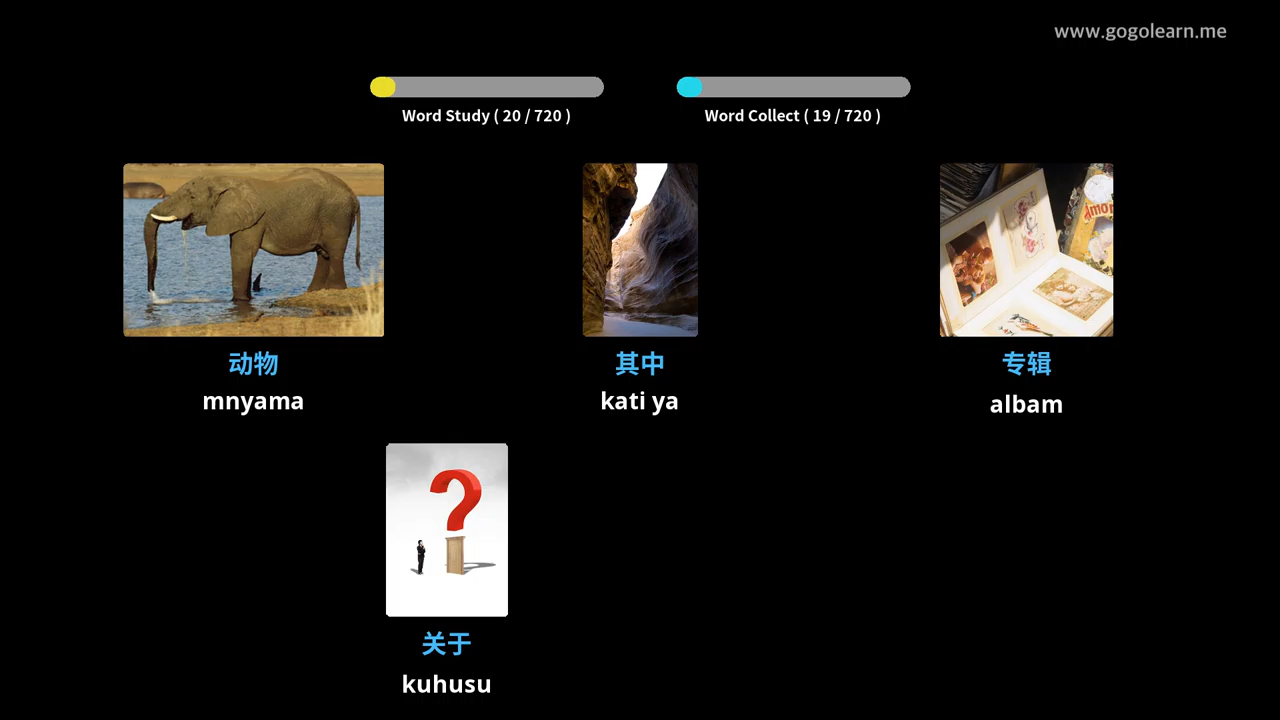 www.gogolearn.me
Word Study ( 20 / 720 )
Word Collect ( 19 / 720 )
动物
mnyama
其中
kati ya
专辑
albam
关于
kuhusu